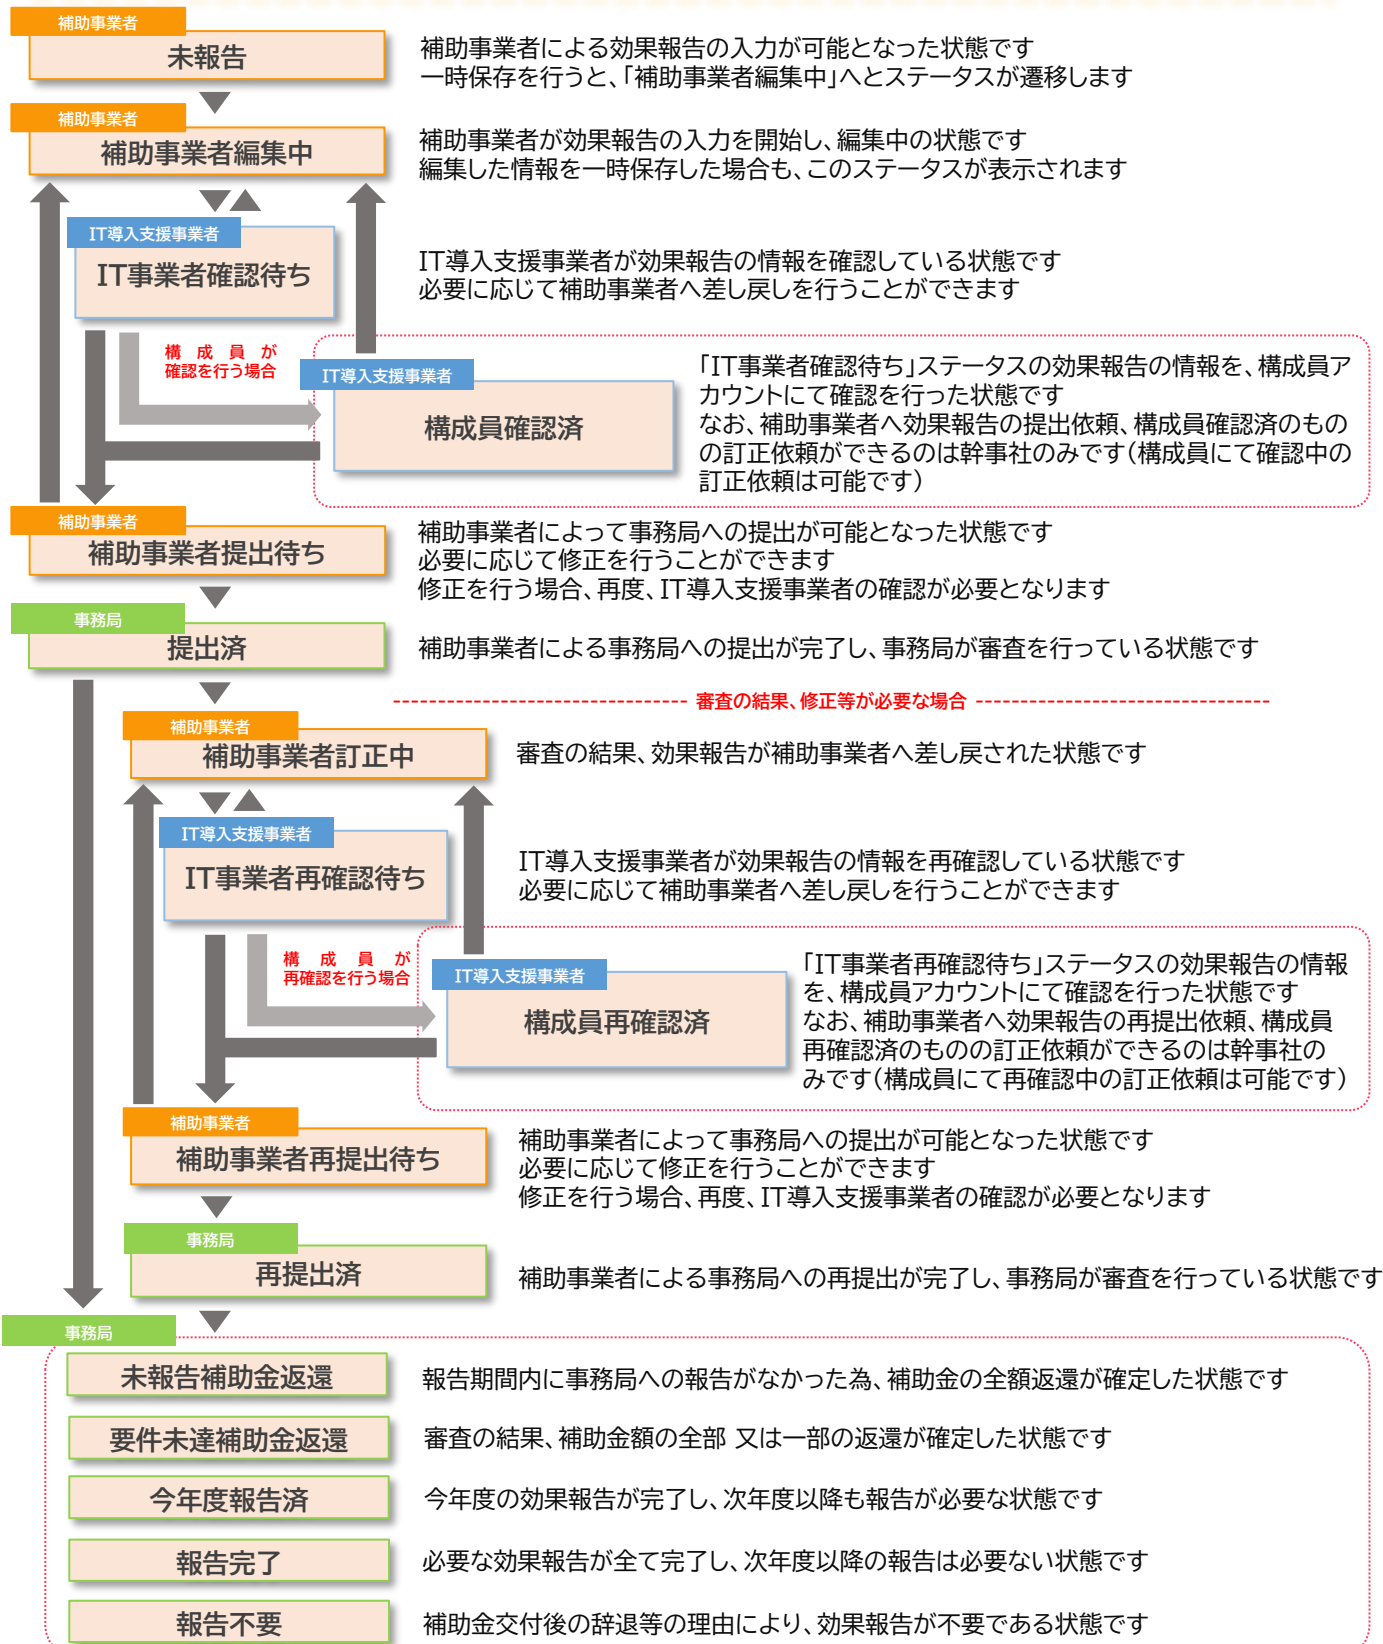 補助事業者
未報告
補助事業者による効果報告の入力が可能となった状態です
一時保存を行うと、「補助事業者編集中」へとステータスが遷移します
補助事業者
補助事業者編集中
補助事業者が効果報告の入力を開始し、編集中の状態です
編集した情報を一時保存した場合も、このステータスが表示されます
IT導入支援事業者
IT事業者確認待ち
IT導入支援事業者が効果報告の情報を確認している状態です
必要に応じて補助事業者へ差し戻しを行うことができます
構成員が
確認を行う場合
IT導入支援事業者
構成員確認済
「IT事業者確認待ち」ステータスの効果報告の情報を、構成員ア
カウントにて確認を行った状態です
なお、補助事業者へ効果報告の提出依頼、構成員確認済のもの
の訂正依頼ができるのは幹事社のみです(構成員にて確認中の
訂正依頼は可能です)
補助事業者
補助事業者提出待ち
補助事業者によって事務局への提出が可能となった状態です
必要に応じて修正を行うことができます
修正を行う場合、再度、IT導入支援事業者の確認が必要となります
事務局
提出済
補助事業者による事務局への提出が完了し、事務局が審査を行っている状態です
審査の結果、修正等が必要な場合
補助事業者
補助事業者訂正中
審査の結果、効果報告が補助事業者へ差し戻された状態です
IT導入支援事業者
IT事業者再確認待ち
IT導入支援事業者が効果報告の情報を再確認している状態です
必要に応じて補助事業者へ差し戻しを行うことができます
構成員が
再確認を行う場合
IT導入支援事業者
構成員再確認済
「IT事業者再確認待ち」ステータスの効果報告の情報
を、構成員アカウントにて確認を行った状態です
なお、補助事業者へ効果報告の再提出依頼、構成員
再確認済のものの訂正依頼ができるのは幹事社の
みです(構成員にて再確認中の訂正依頼は可能です)
補助事業者
補助事業者再提出待ち
補助事業者によって事務局への提出が可能となった状態です
必要に応じて修正を行うことができます
修正を行う場合、再度、IT導入支援事業者の確認が必要となります
事務局
再提出済
補助事業者による事務局への再提出が完了し、事務局が審査を行っている状態です
事務局
未報告補助金返還
報告期間内に事務局への報告がなかった為、補助金の全額返還が確定した状態です
要件未達補助金返還
審査の結果、補助金額の全部 又は一部の返還が確定した状態です
今年度報告済
今年度の効果報告が完了し、次年度以降も報告が必要な状態です
報告完了
必要な効果報告が全て完了し、次年度以降の報告は必要ない状態です
報告不要
補助金交付後の辞退等の理由により、効果報告が不要である状態です